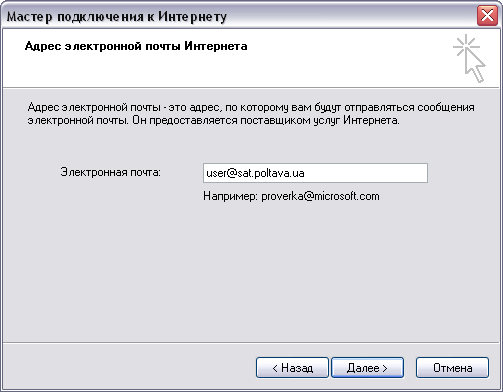 Мастер подключения к Интернету
Адрес электронной почты Интернета
Адрес электронной почты - это адрес, по которому вам будут отправляться сообщения
электронной почты. Он предоставляется поставщиком услуг Интернета.
Электронная почта:
user@sat.poltava.ua
Например: proverka@microsoft.com
< Назад
Далее >
Отмена